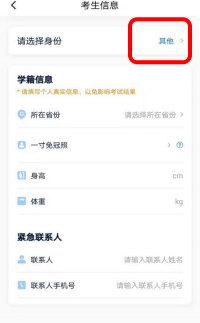 考生信息
请选择身份 其他
学籍信息
* 请填写个人真实信息，以免影响考试结果
所在省份 请选择所在省份
一寸免冠照
身高 cm
体重 kg
紧急联系人
联系人 请输入联系人姓名
联系人手机号 请输入联系人手机号